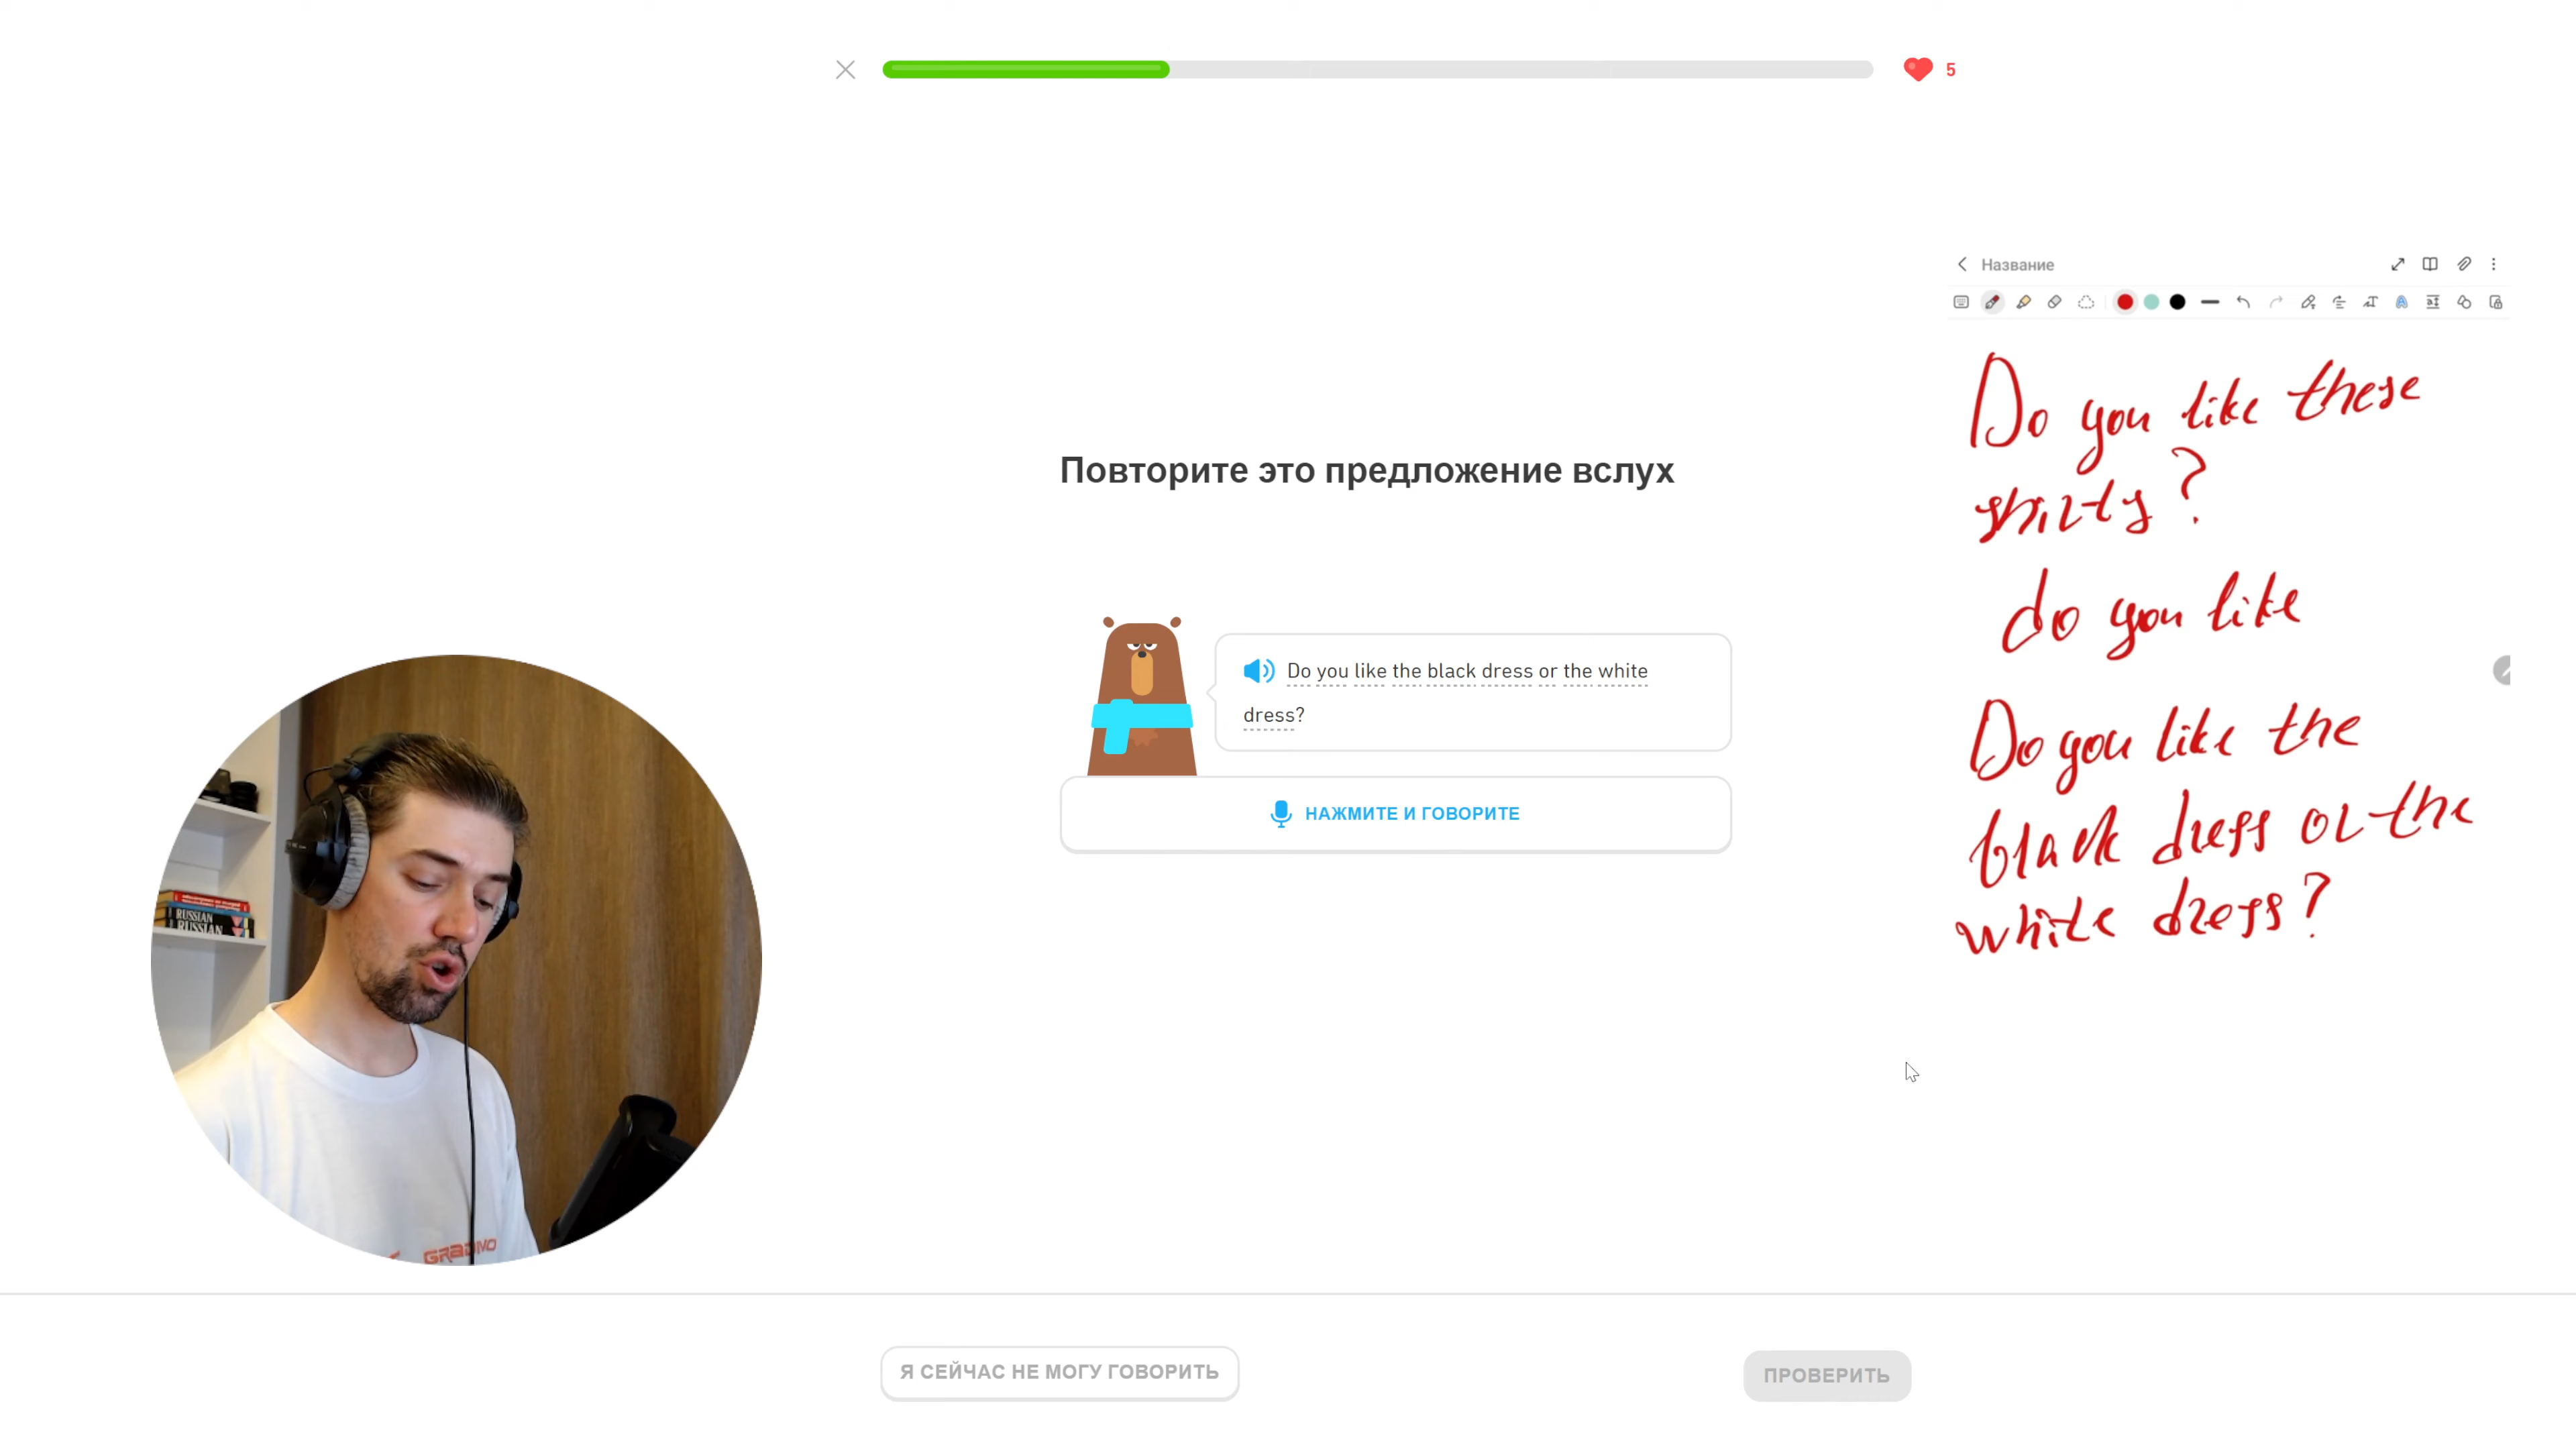 5
Название
Повторите это предложение вслух
Do you like the black dress or the white
dress?
НАЖМИТЕ И ГОВОРИТЕ
Do you like these
shirts?
do you like
Do you like the
black dress or the
white dress?
RUSSIAN
RUSSIAN
Я СЕЙЧАС НЕ МОГУ ГОВОРИТЬ
ПРОВЕРИТЬ